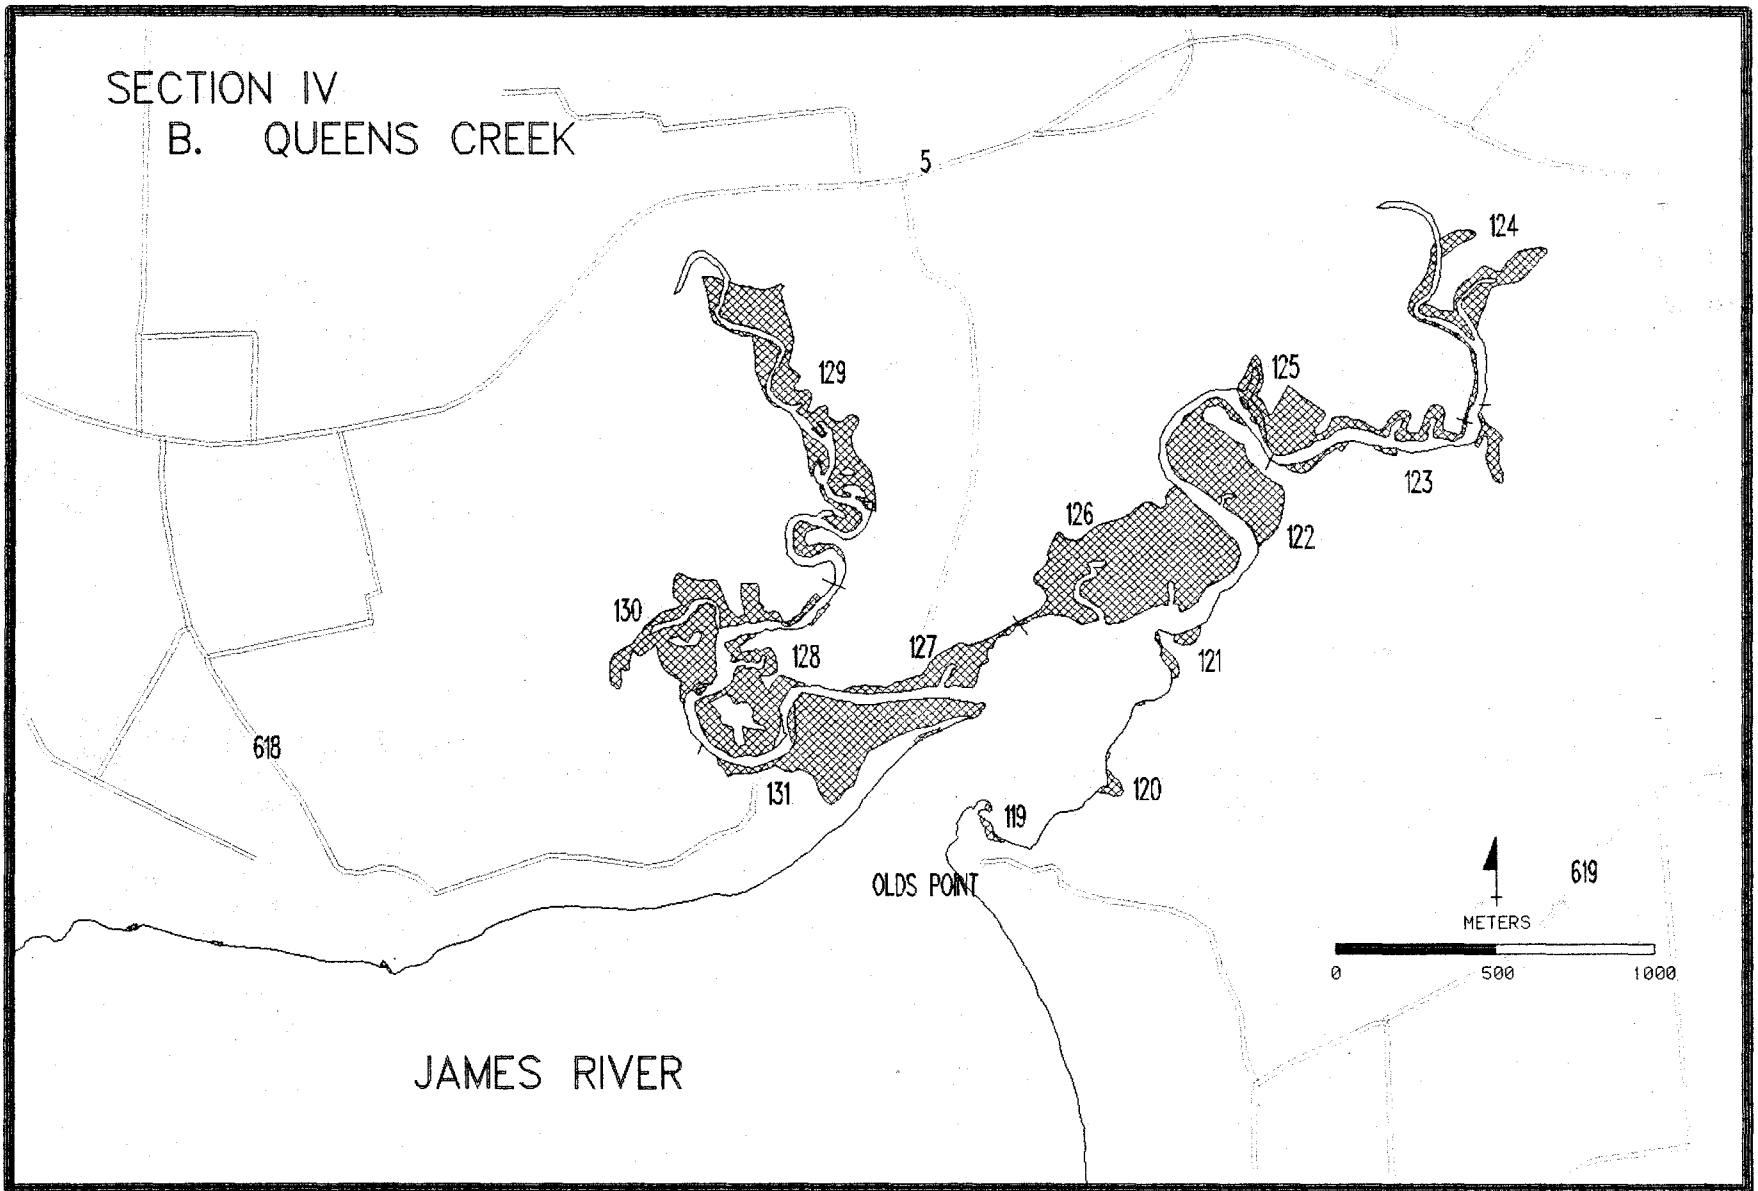 SECTION IV
B. QUEENS CREEK
5
124
129
125
123
126
122
130
127
128
121
618
131
120
119
OLDS POINT
619
METERS
0 500 1000
JAMES RIVER